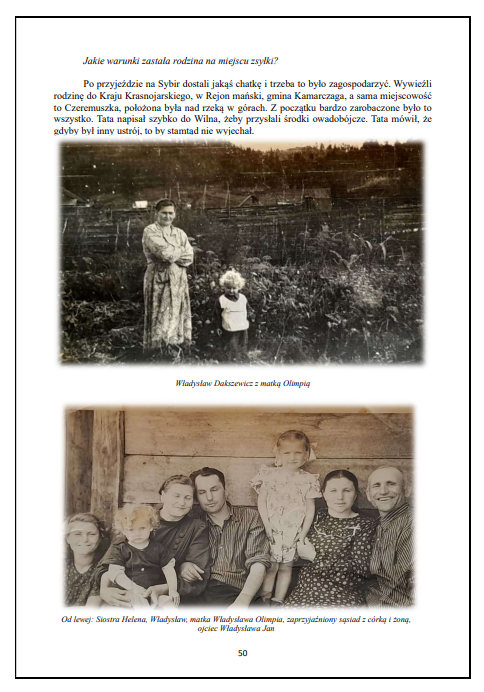 Jakie warunki zastała rodzina na miejscu zsyłki?
Po przyjeździe na Sybir dostali jakąś chatkę i trzeba to było zagospodarzyć. Wywieźli
rodzinę do Kraju Krasnojarskiego, w Rejon mański, gmina Kamarczaga, a sama miejscowość
to Czeremuszka, położona była nad rzeką w górach. Z początku bardzo zarobaczone było to
wszystko. Tata napisał szybko do Wilna, żeby przysłali środki owadobójcze. Tata mówił, że
gdyby był inny ustrój, to by stamtąd nie wyjechał.
Władysław Dakszewicz z matką Olimpią
Od lewej: Siostra Helena, Władysław, matka Władysława Olimpia, zaprzyjaźniony sąsiad z córką i żoną,
ojciec Władysława Jan
50